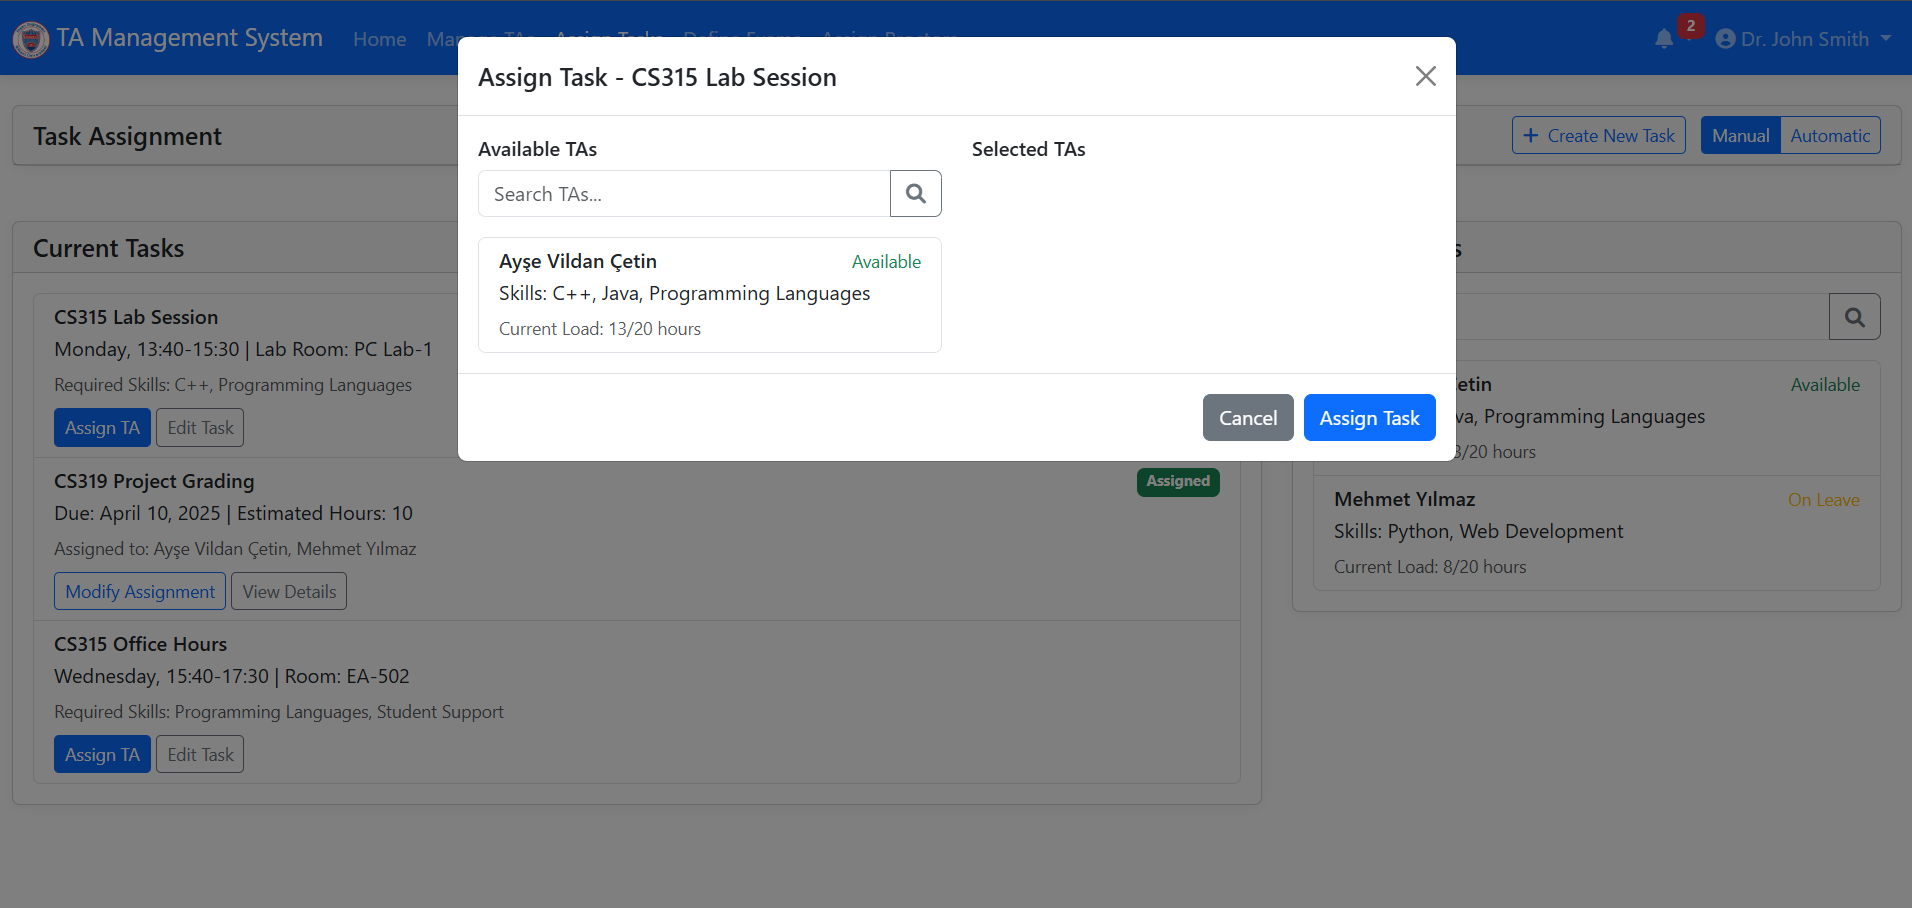 TA Management System
Home
2
Dr. John Smith
Assign Task - CS315 Lab Session
Task Assignment
Create New Task
Manual
Automatic
Available TAs
Selected TAs
Search TAs...
Ayşe Vildan Çetin
Available
Skills: C++, Java, Programming Languages
Current Load: 13/20 hours
Cancel
Assign Task
Current Tasks
CS315 Lab Session
Monday, 13:40-15:30 | Lab Room: PC Lab-1
Required Skills: C++, Programming Languages
Assign TA
Edit Task
CS319 Project Grading
Assigned
Due: April 10, 2025 | Estimated Hours: 10
Assigned to: Ayşe Vildan Çetin, Mehmet Yılmaz
Modify Assignment
View Details
CS315 Office Hours
Wednesday, 15:40-17:30 | Room: EA-502
Required Skills: Programming Languages, Student Support
Assign TA
Edit Task
Available
Programming Languages
/20 hours
Mehmet Yılmaz
On Leave
Skills: Python, Web Development
Current Load: 8/20 hours